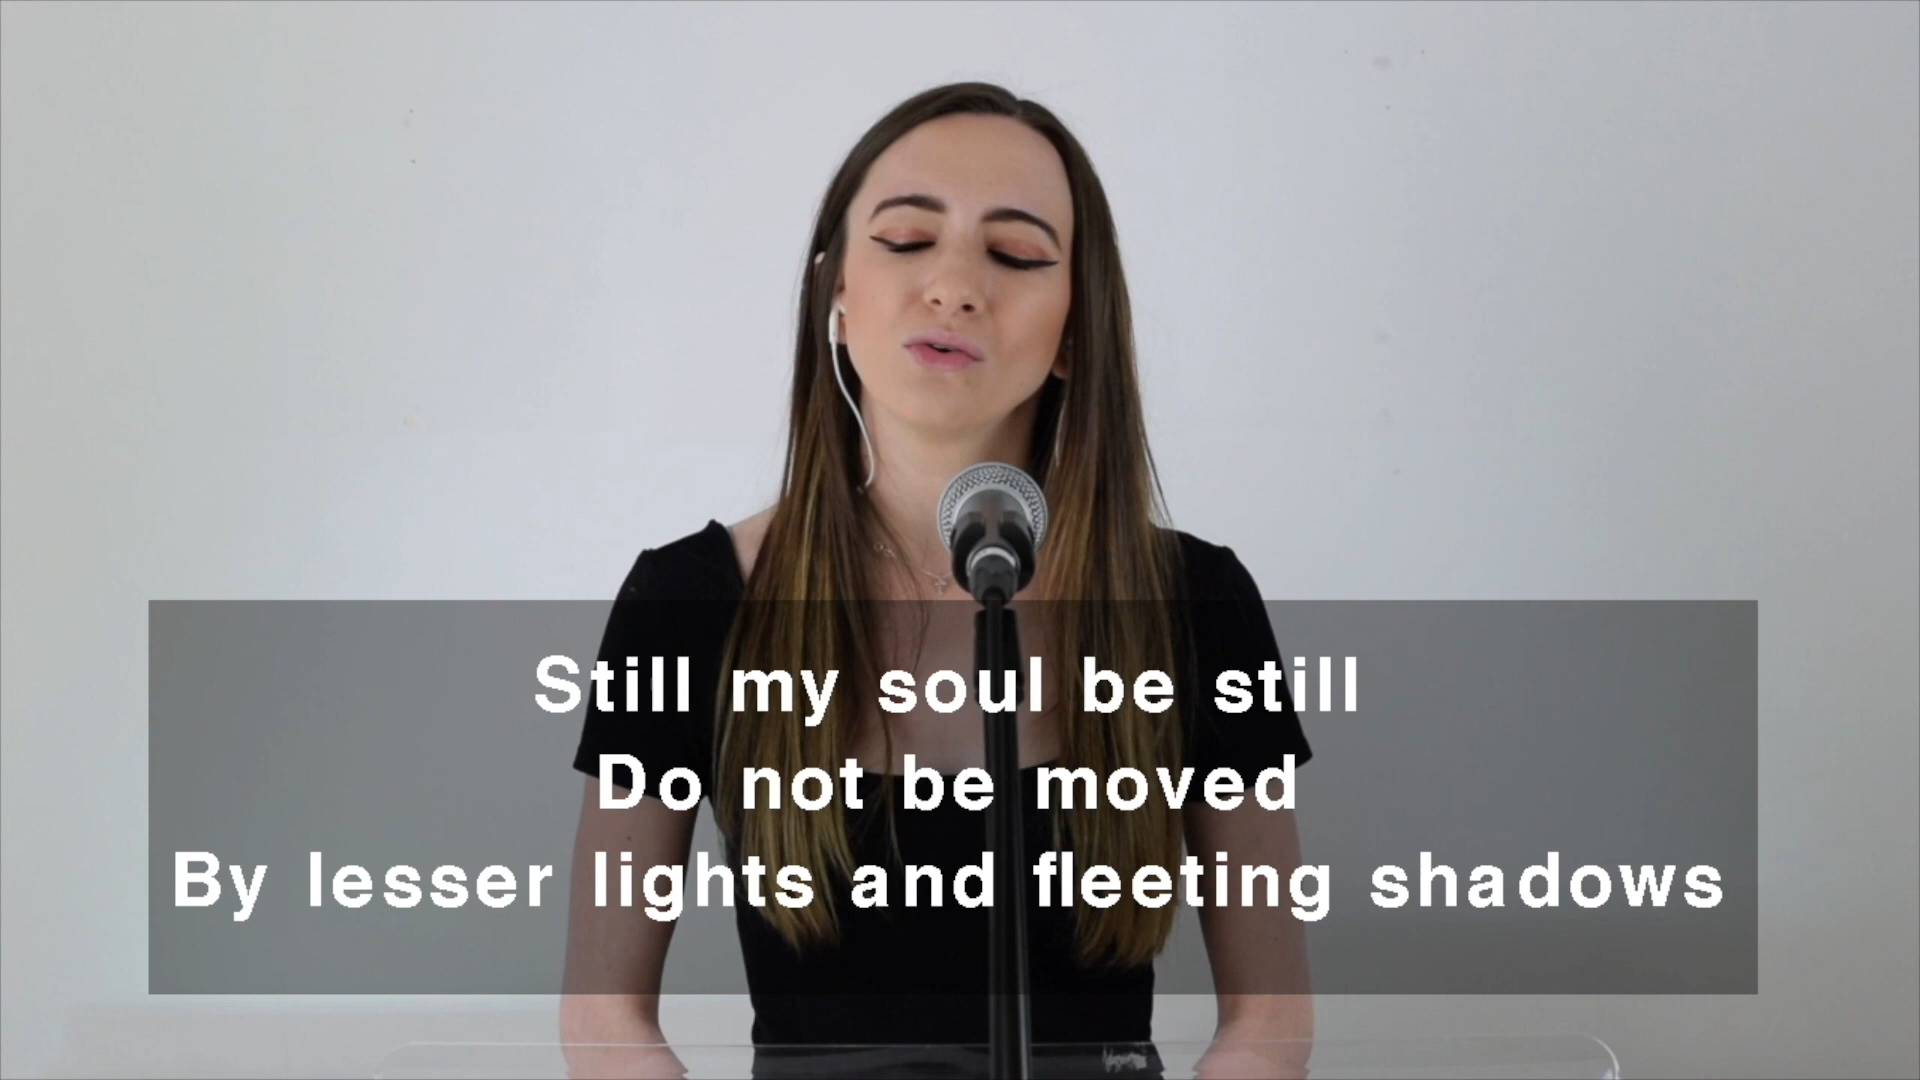 Still my soul be still
Do not be moved
By lesser lights and fleeting shadows